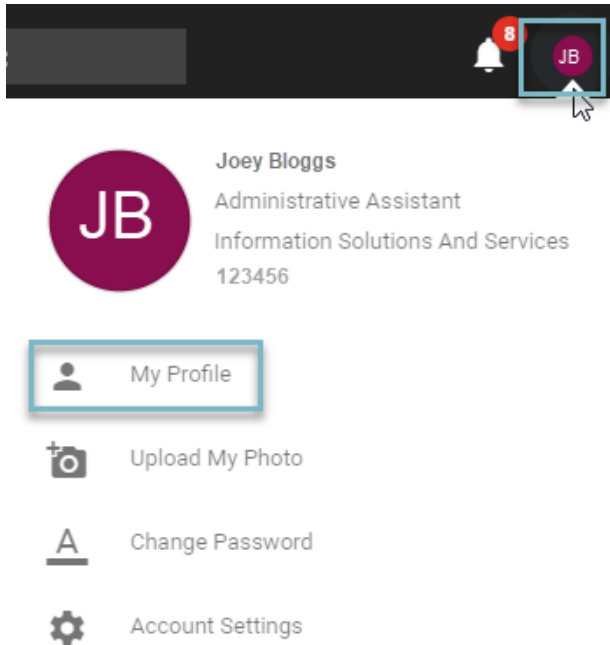 8
JB
JB
Joey Bloggs
Administrative Assistant
Information Solutions And Services
123456
My Profile
Upload My Photo
A
Change Password
Account Settings